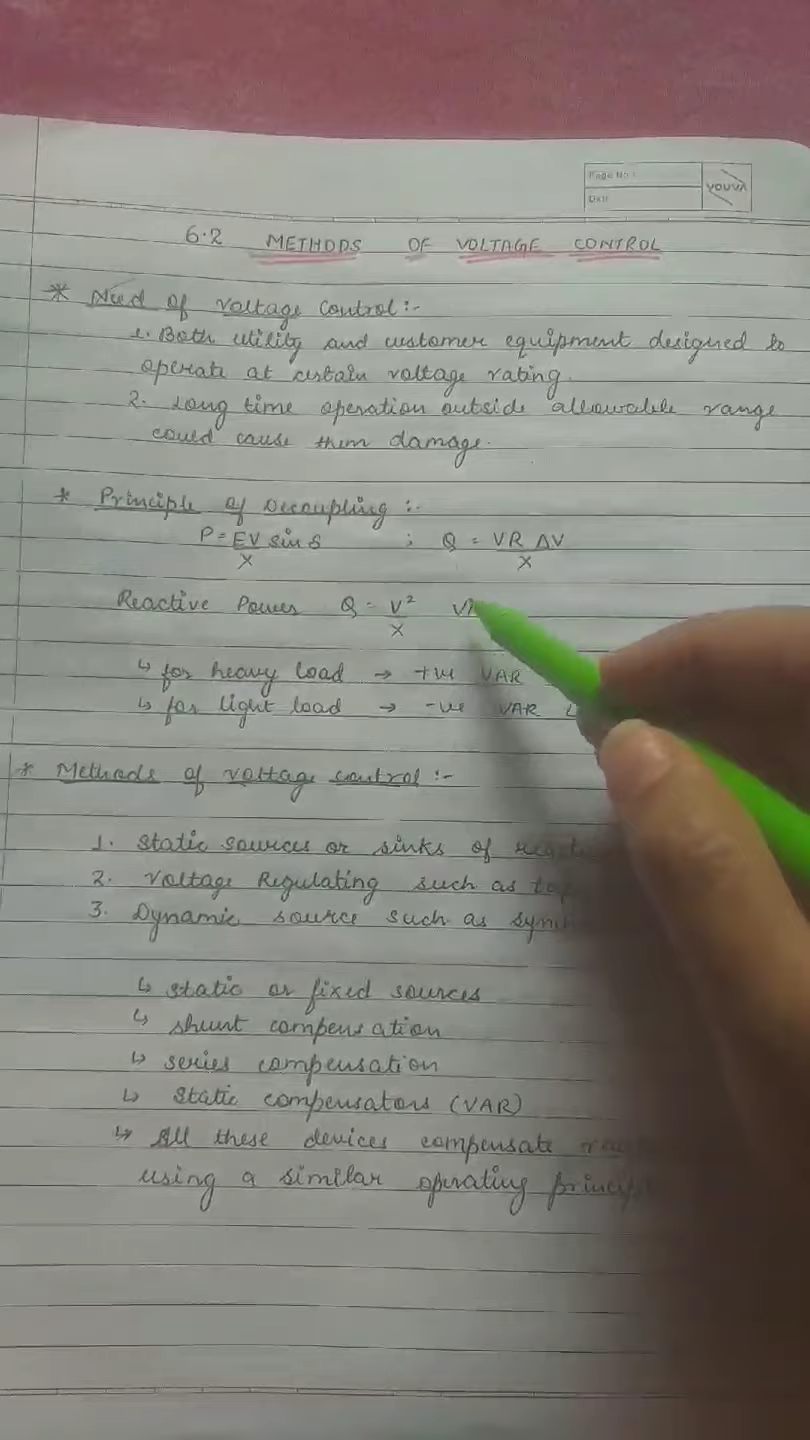 Page No.:
Date
YOUVA
6.2 METHODS OF VOLTAGE CONTROL
* Need of voltage control :-
1. Both utility and customer equipment designed to
operate at certain voltage rating.
2. Long time operation outside allowable range
could cause them damage.
* Principle of Decoupling :-
P = EV sin δ / X ; Q = VR ΔV / X
Reactive Power Q = V² / X
↳ for heavy load → +ve VAR
↳ for light load → -ve VAR
* Methods of voltage control :-
1. Static sources or sinks of
2. Voltage Regulating such as
3. Dynamic source such as
↳ static or fixed sources
↳ shunt compensation
↳ series compensation
↳ static compensators (VAR)
↳ All these devices compensate
using a similar operating